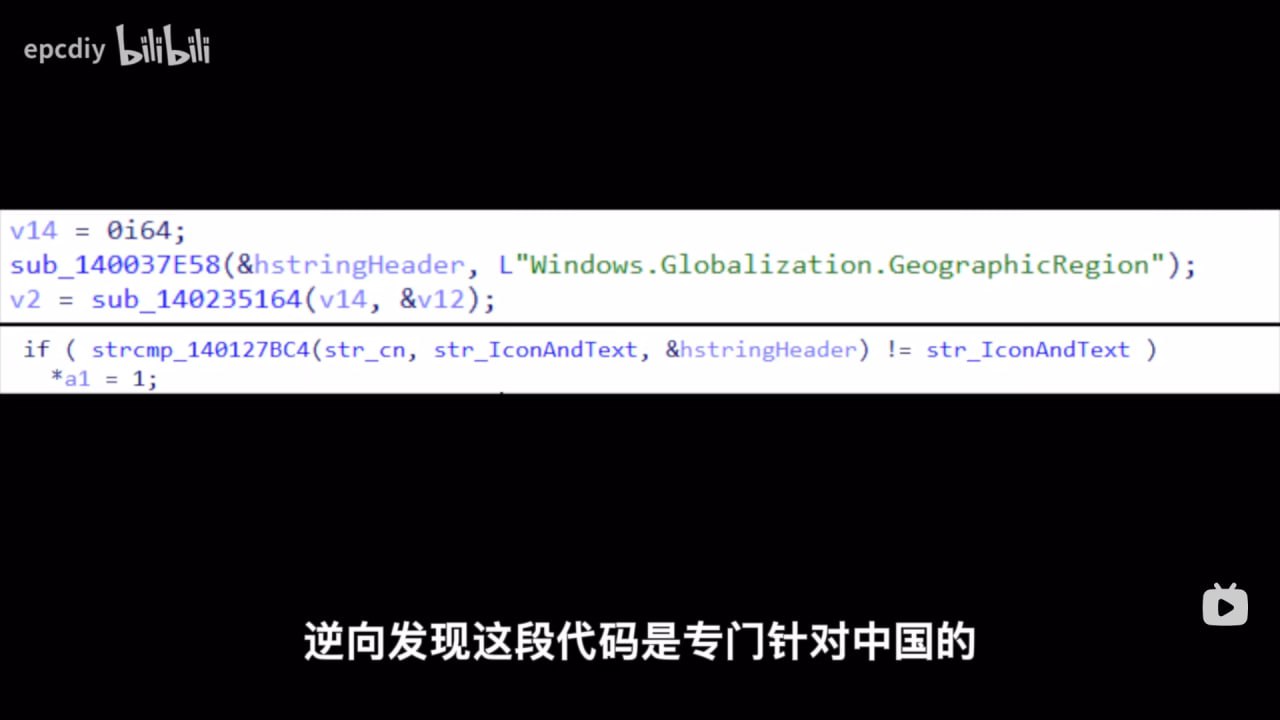 epcdiy bilibili
v14 = 0i64;
sub_140037E58(&hstringHeader, L"Windows.Globalization.GeographicRegion");
v2 = sub_140235164(v14, &v12);
if ( strcmp_140127BC4(str_cn, str_IconAndText, &hstringHeader) != str_IconAndText )
*a1 = 1;
逆向发现这段代码是专门针对中国的